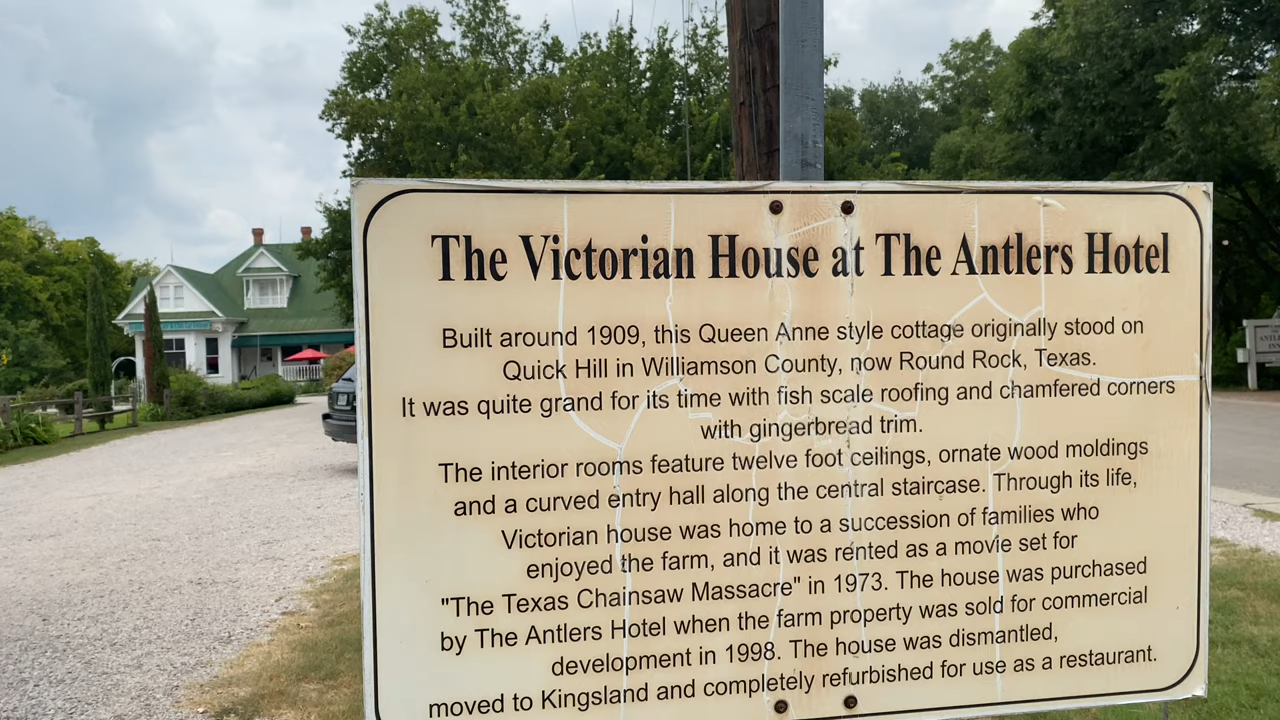 The Victorian House at The Antlers Hotel
Built around 1909, this Queen Anne style cottage originally stood on
Quick Hill in Williamson County, now Round Rock, Texas.
It was quite grand for its time with fish scale roofing and chamfered corners
with gingerbread trim.
The interior rooms feature twelve foot ceilings, ornate wood moldings
and a curved entry hall along the central staircase. Through its life,
Victorian house was home to a succession of families who
enjoyed the farm, and it was rented as a movie set for
"The Texas Chainsaw Massacre" in 1973. The house was purchased
by The Antlers Hotel when the farm property was sold for commercial
development in 1998. The house was dismantled,
moved to Kingsland and completely refurbished for use as a restaurant.